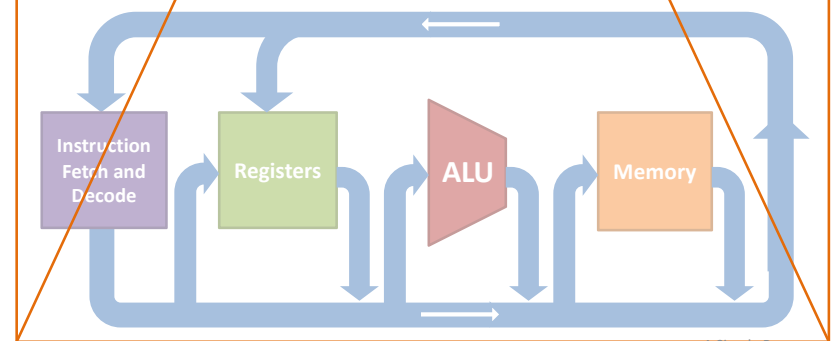 Instruction
Fetch and
Decode
Registers
ALU
Memory